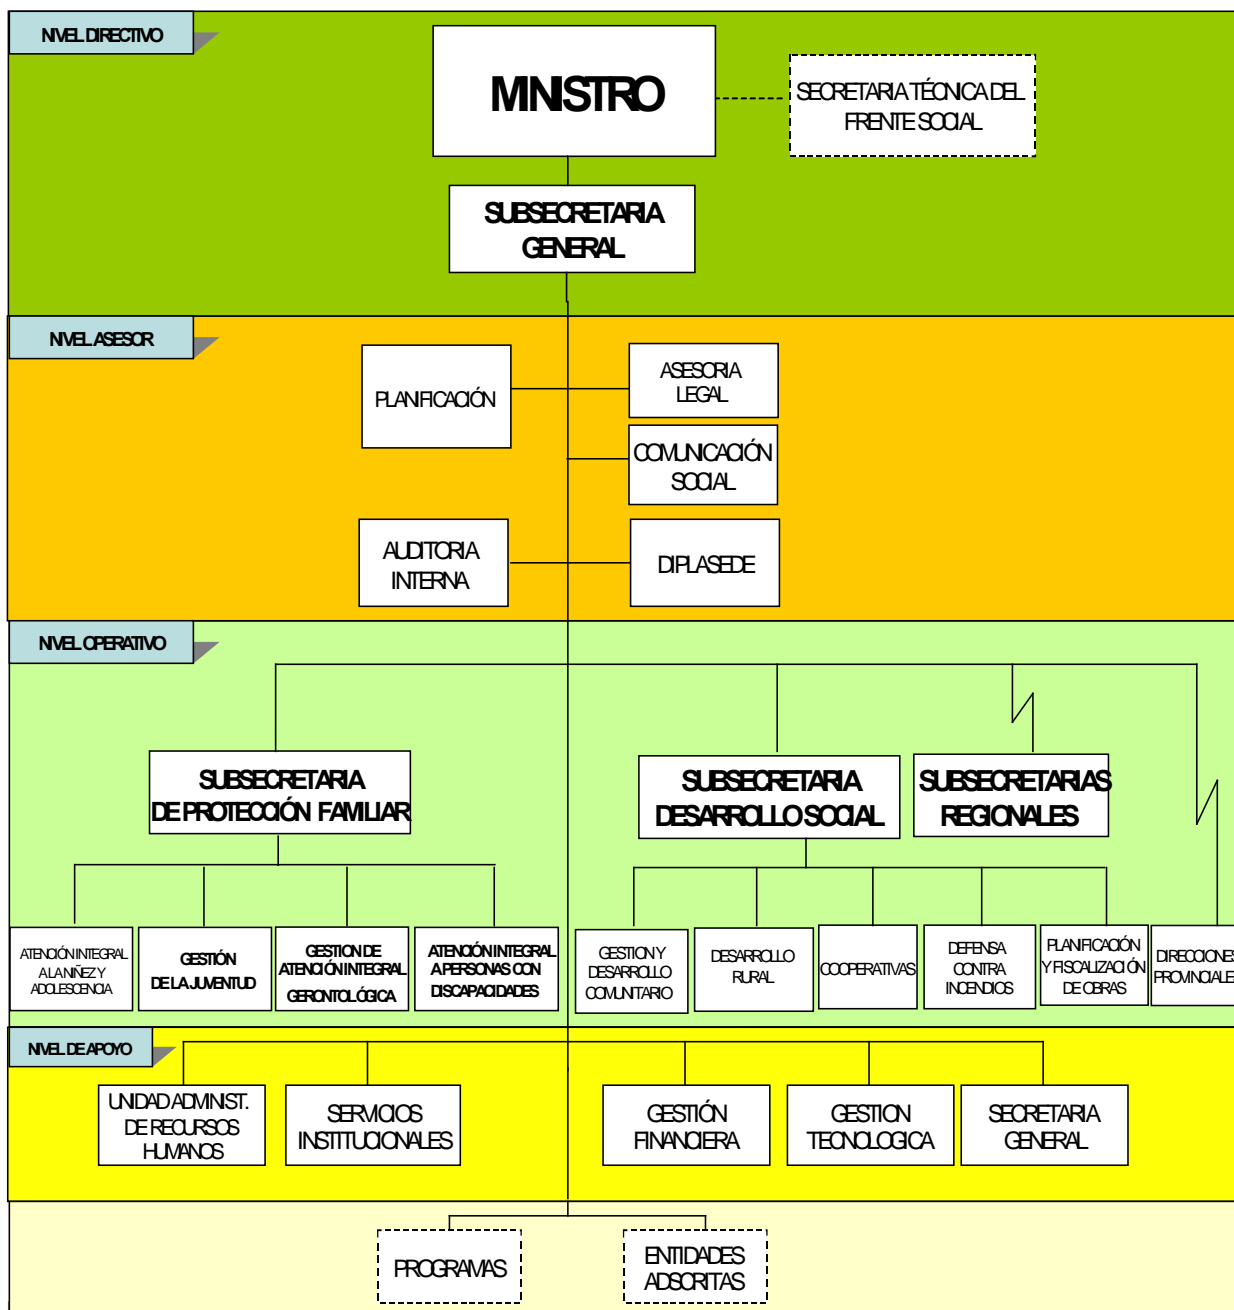 NIVEL DIRECTIVO
MINISTRO
SECRETARIA TÉCNICA DEL
FRENTE SOCIAL
SUBSECRETARIA
GENERAL
NIVEL ASESOR
PLANIFICACIÓN
ASESORIA
LEGAL
COMUNICACIÓN
SOCIAL
AUDITORIA
INTERNA
DIPLASEDE
NIVEL OPERATIVO
SUBSECRETARIA
DE PROTECCIÓN FAMILIAR
SUBSECRETARIA
DESARROLLO SOCIAL
SUBSECRETARIAS
REGIONALES
ATENCIÓN INTEGRAL
A LA NIÑEZ Y
ADOLESCENCIA
GESTIÓN
DE LA JUVENTUD
GESTION DE
ATENCIÓN INTEGRAL
GERONTOLÓGICA
ATENCIÓN INTEGRAL
A PERSONAS CON
DISCAPACIDADES
GESTION Y
DESARROLLO
COMUNITARIO
DESARROLLO
RURAL
COOPERATIVAS
DEFENSA
CONTRA
INCENDIOS
PLANIFICACIÓN
Y FISCALIZACIÓN
DE OBRAS
DIRECCIONES
PROVINCIALES
NIVEL DE APOYO
UNIDAD ADMINIST.
DE RECURSOS
HUMANOS
SERVICIOS
INSTITUCIONALES
GESTIÓN
FINANCIERA
GESTION
TECNOLOGICA
SECRETARIA
GENERAL
PROGRAMAS
ENTIDADES
ADSCRITAS